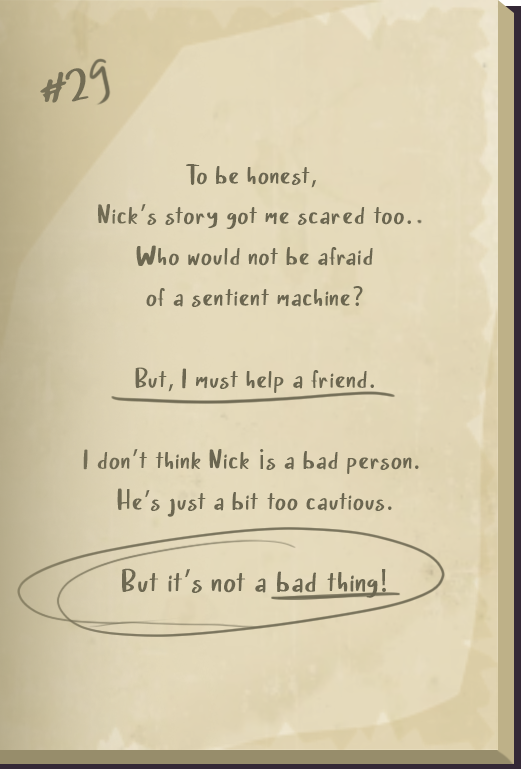 #29
To be honest,
Nick's story got me scared too..
Who would not be afraid
of a sentient machine?
But, I must help a friend.
I don't think Nick is a bad person.
He's just a bit too cautious.
But it's not a bad thing!